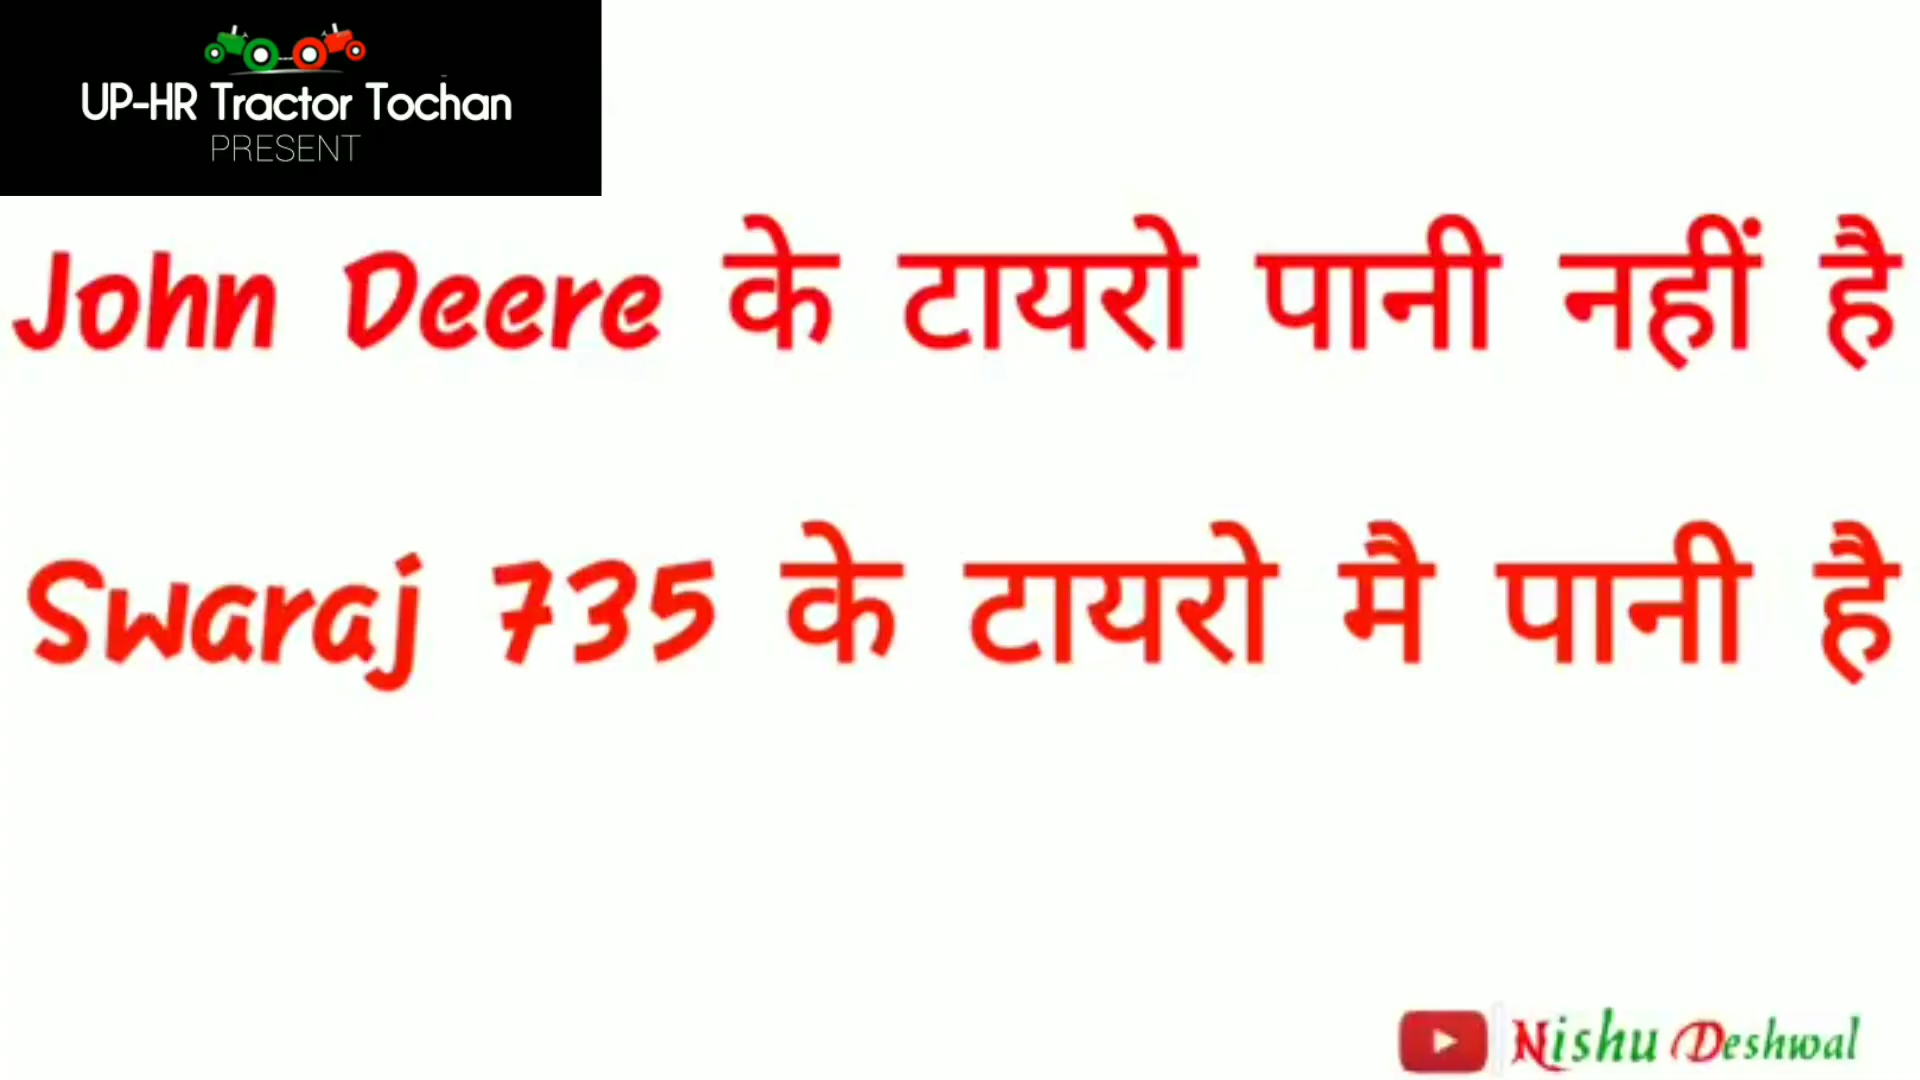 UP-HR Tractor Tochan
PRESENT
John Deere के टायरो पानी नहीं है
Swaraj 735 के टायरो मै पानी है
Nishu Deshwal